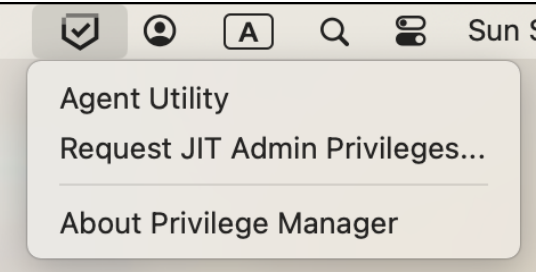 A
Sun S
Agent Utility
Request JIT Admin Privileges...
About Privilege Manager